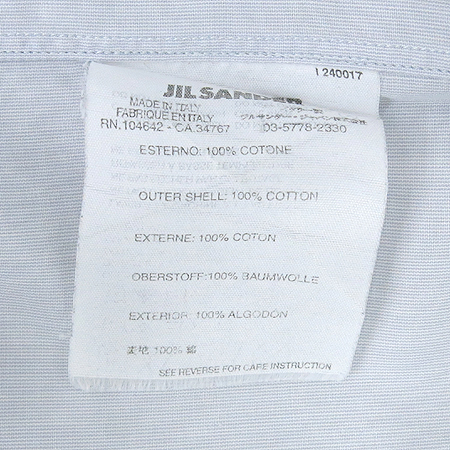 I 240017
JIL SANDER
MADE IN ITALY
FABRIQUE EN ITALY
RN.104642 - CA.34767 03-5778-2330
ESTERNO: 100% COTONE
OUTER SHELL: 100% COTTON
EXTERNE: 100% COTON
OBERSTOFF:100% BAUMWOLLE
EXTERIOR: 100% ALGODON
表地 100% 綿
SEE REVERSE FOR CARE INSTRUCTION